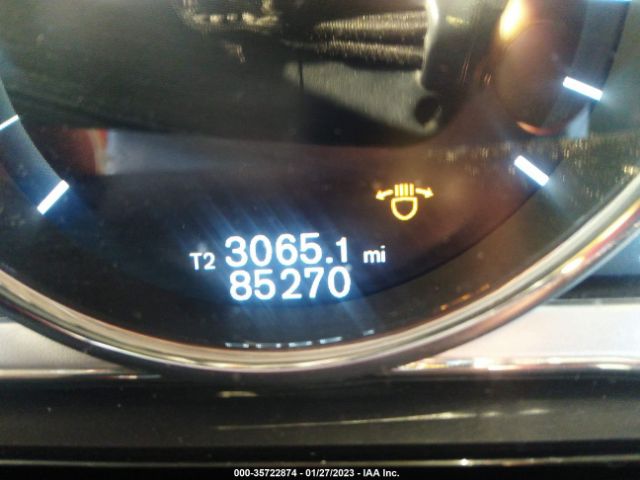 T2 3065.1 mi
85270
000-35722874 - 01/27/2023 - IAA Inc.